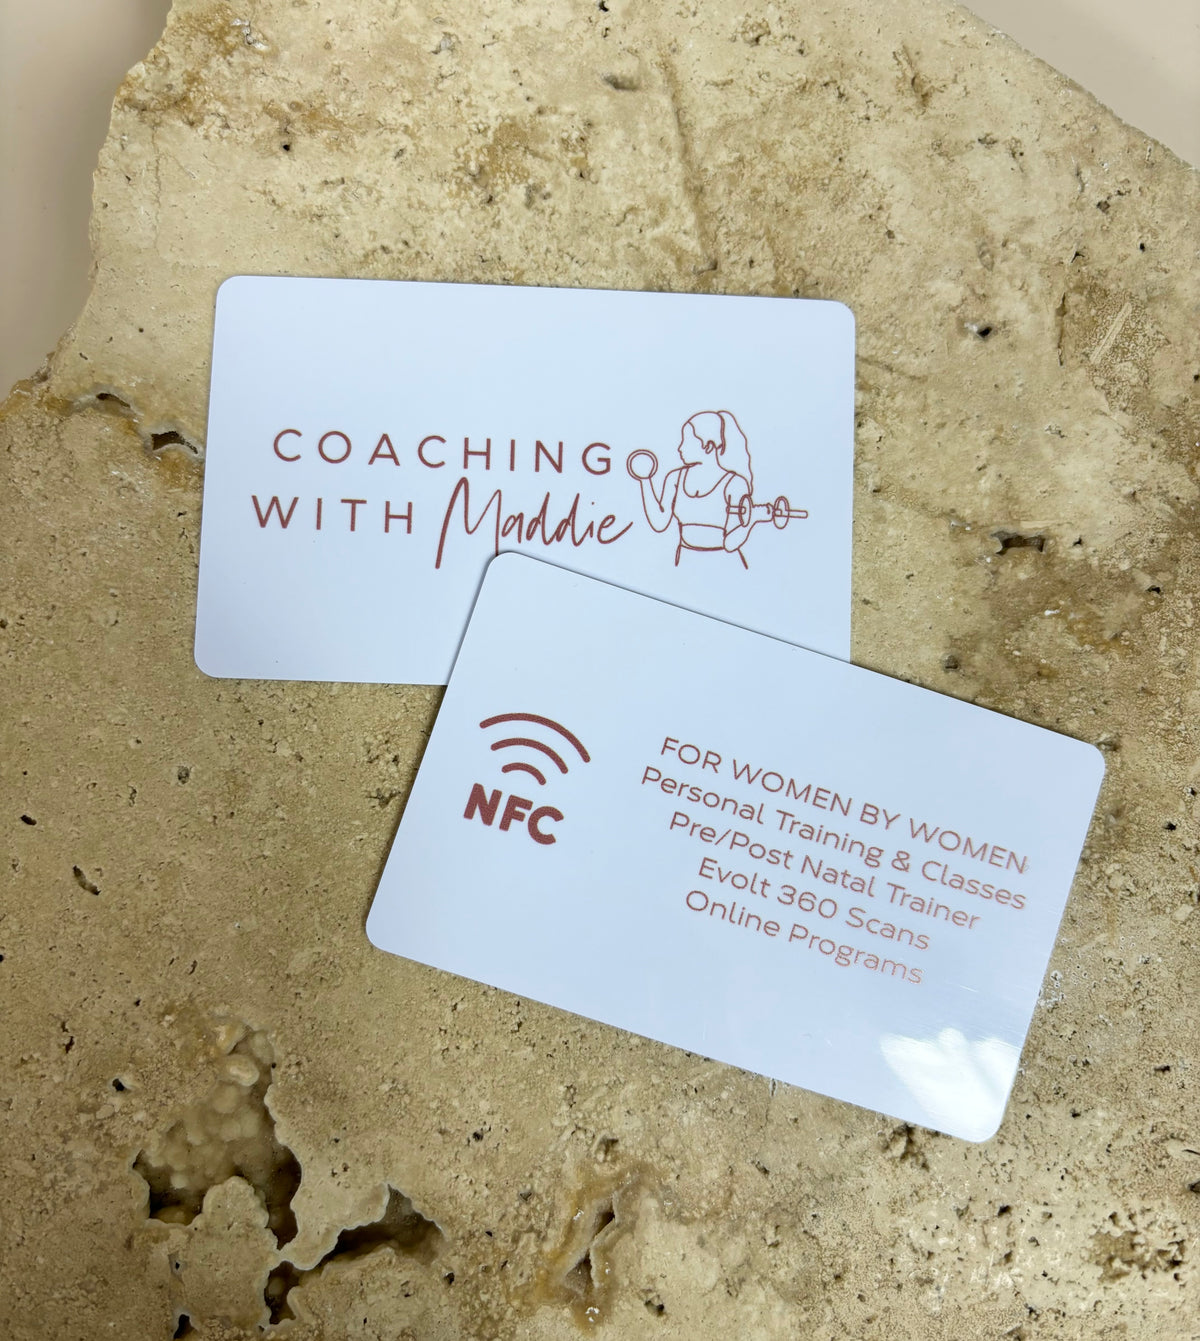 COACHING
WITH Maddie
NFC
FOR WOMEN BY WOMEN
Personal Training & Classes
Pre/Post Natal Trainer
Evolt 360 Scans
Online Programs